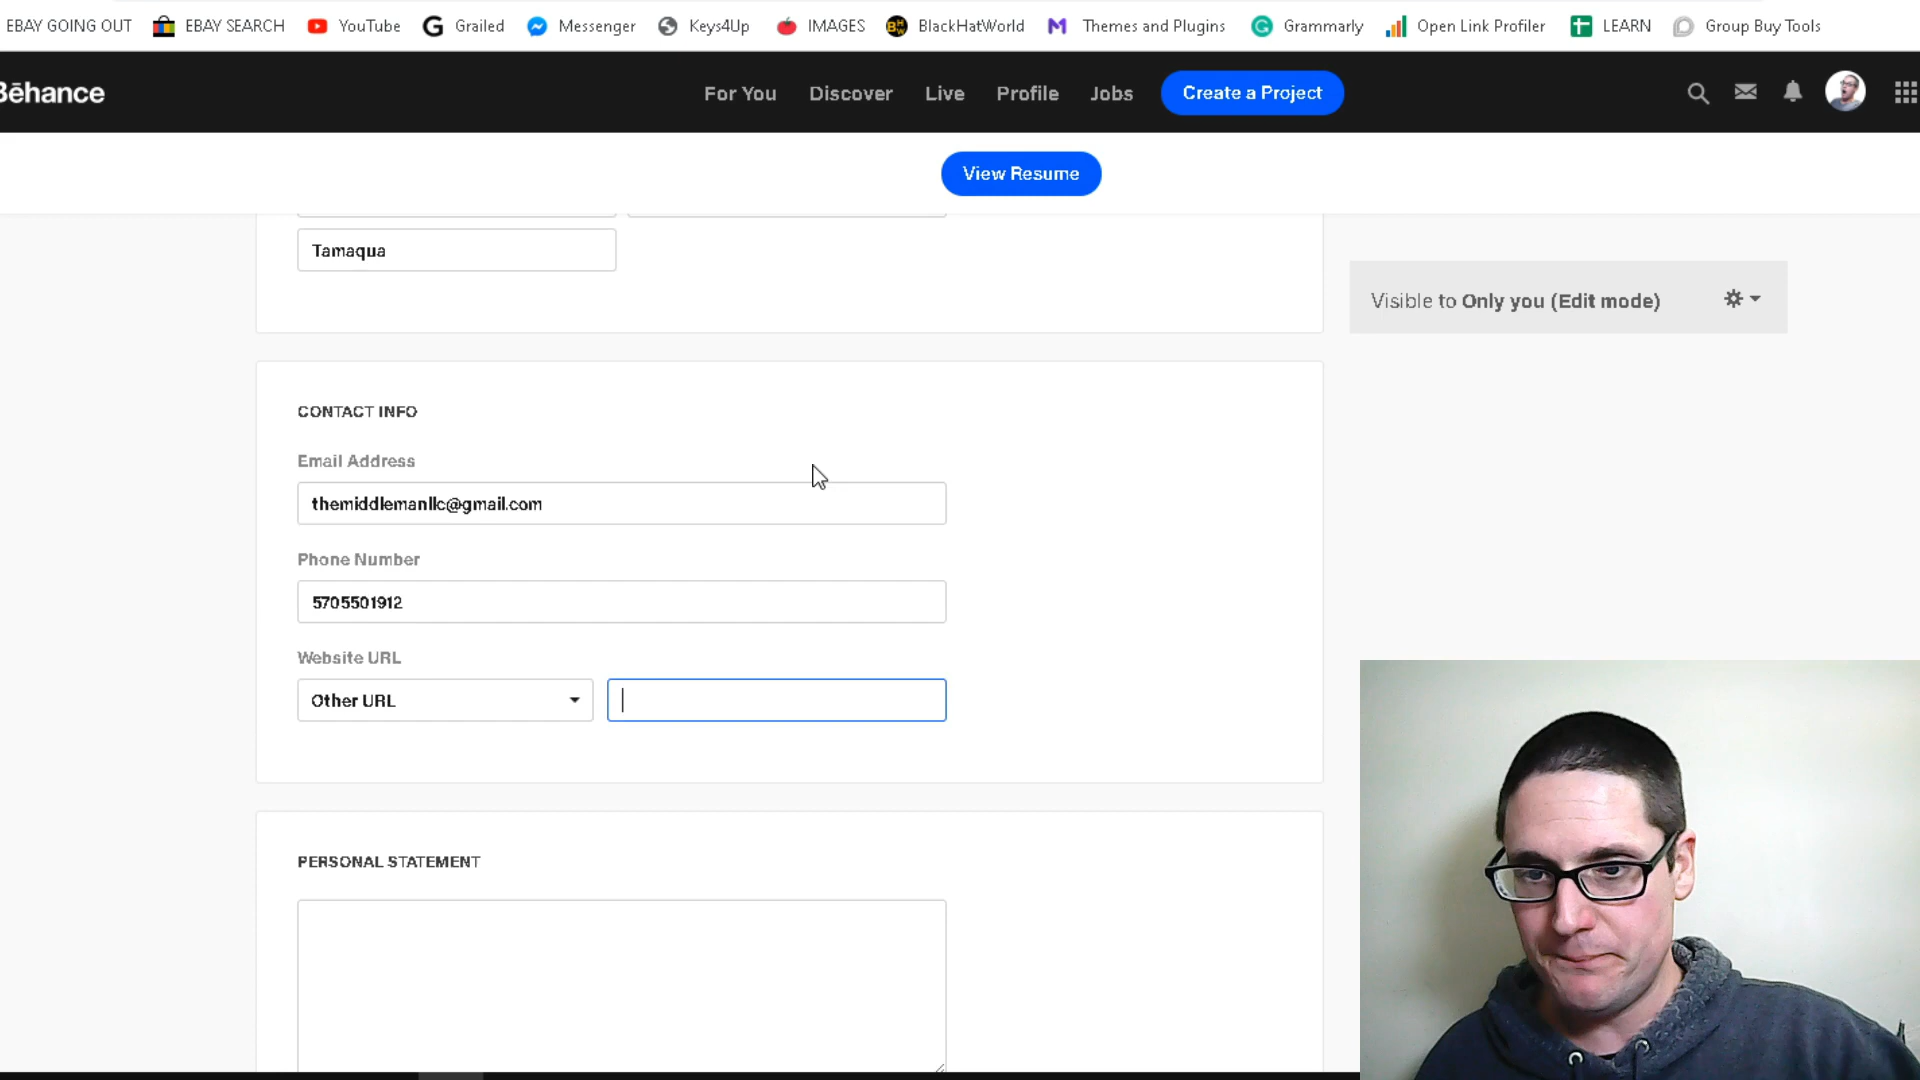 EBAY GOING OUT EBAY SEARCH YouTube Grailed Messenger Keys4Up IMAGES BlackHatWorld Themes and Plugins Grammarly Open Link Profiler LEARN Group Buy Tools
Bēhance For You Discover Live Profile Jobs Create a Project
View Resume
Tamaqua
Visible to Only you (Edit mode)
CONTACT INFO
Email Address
themiddlemanllc@gmail.com
Phone Number
5705501912
Website URL
Other URL
PERSONAL STATEMENT